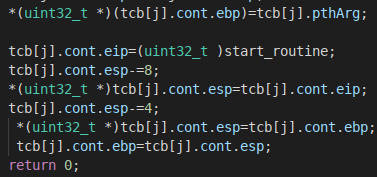 *(uint32_t *)(tcb[j].cont.ebp)=tcb[j].pthArg;
tcb[j].cont.eip=(uint32_t )start_routine;
tcb[j].cont.esp-=8;
*(uint32_t *)tcb[j].cont.esp=tcb[j].cont.eip;
tcb[j].cont.esp-=4;
*(uint32_t *)tcb[j].cont.esp=tcb[j].cont.ebp;
tcb[j].cont.ebp=tcb[j].cont.esp;
return 0;